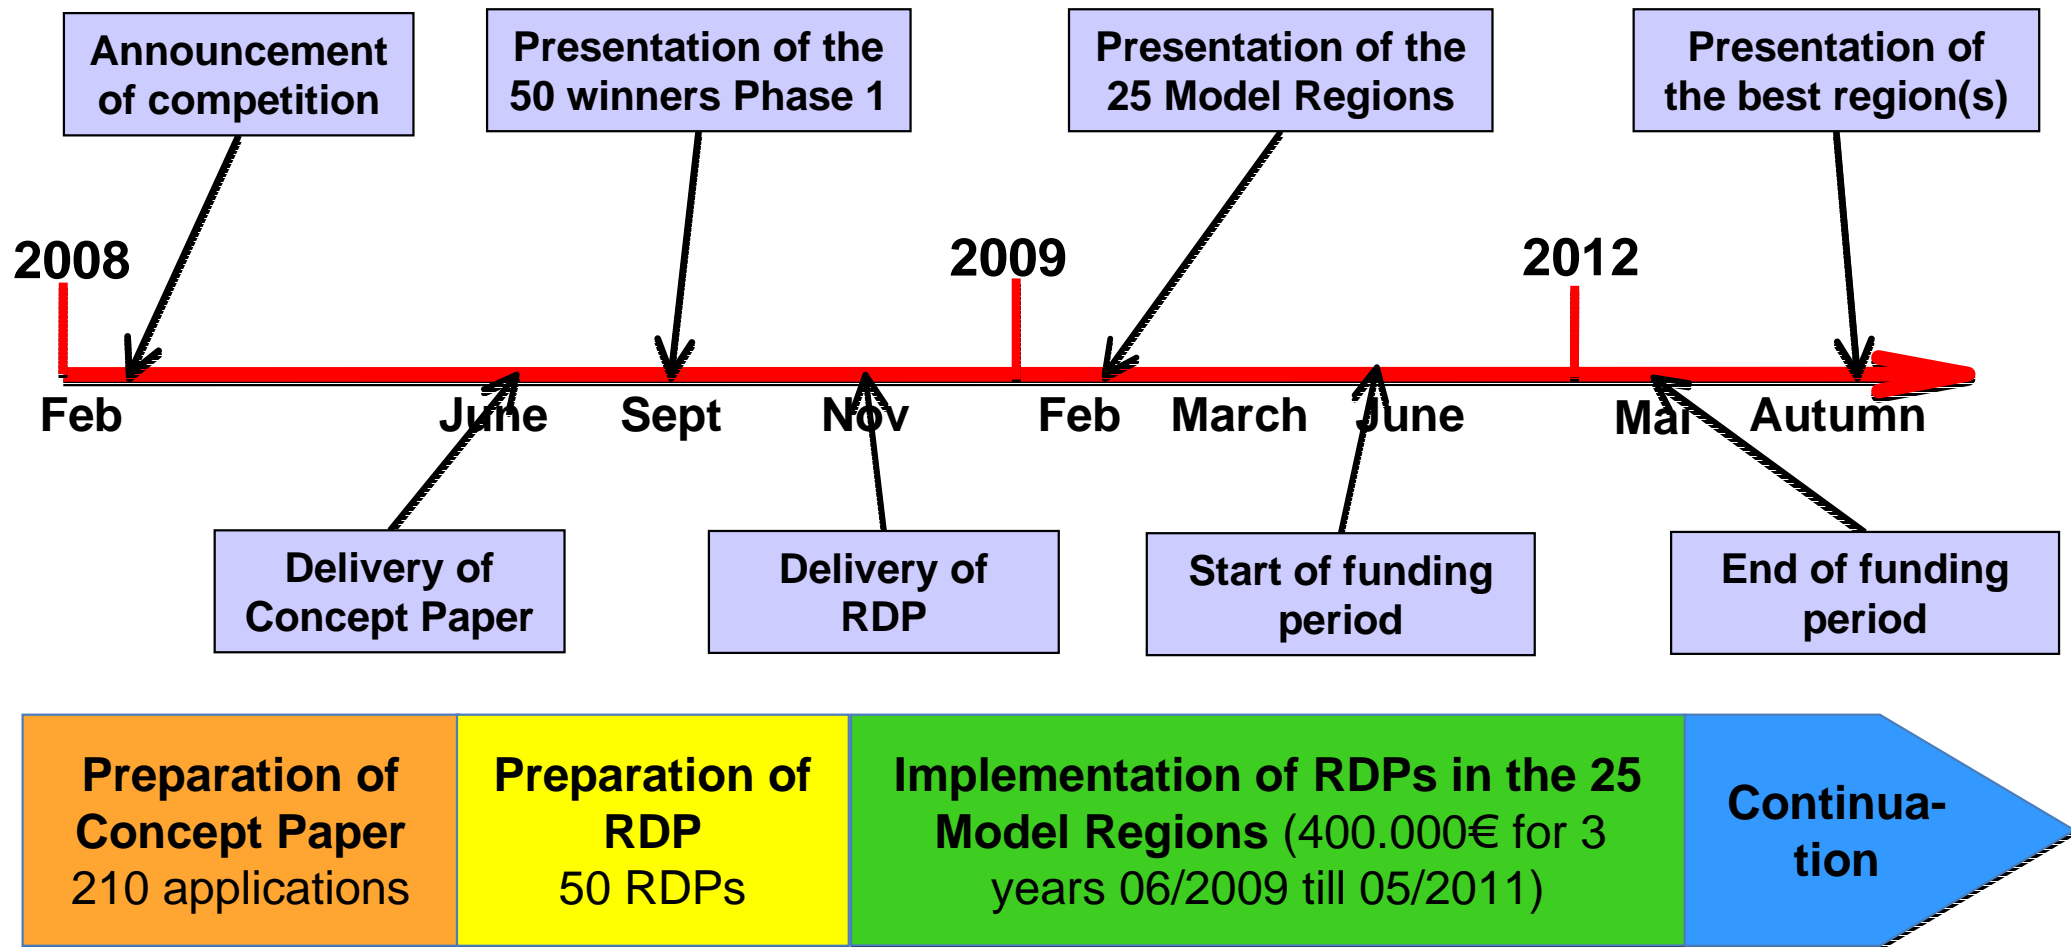 Announcement
of competition
Presentation of the
50 winners Phase 1
Presentation of the
25 Model Regions
Presentation of
the best region(s)
2008
2009
2012
Feb
June
Sept
Nov
Feb
March
June
Mar
Autumn
Delivery of
Concept Paper
Delivery of
RDP
Start of funding
period
End of funding
period
Preparation of
Concept Paper
210 applications
Preparation of
RDP
50 RDPs
Implementation of RDPs in the 25
Model Regions (400.000€ for 3
years 06/2009 till 05/2011)
Continua-
tion